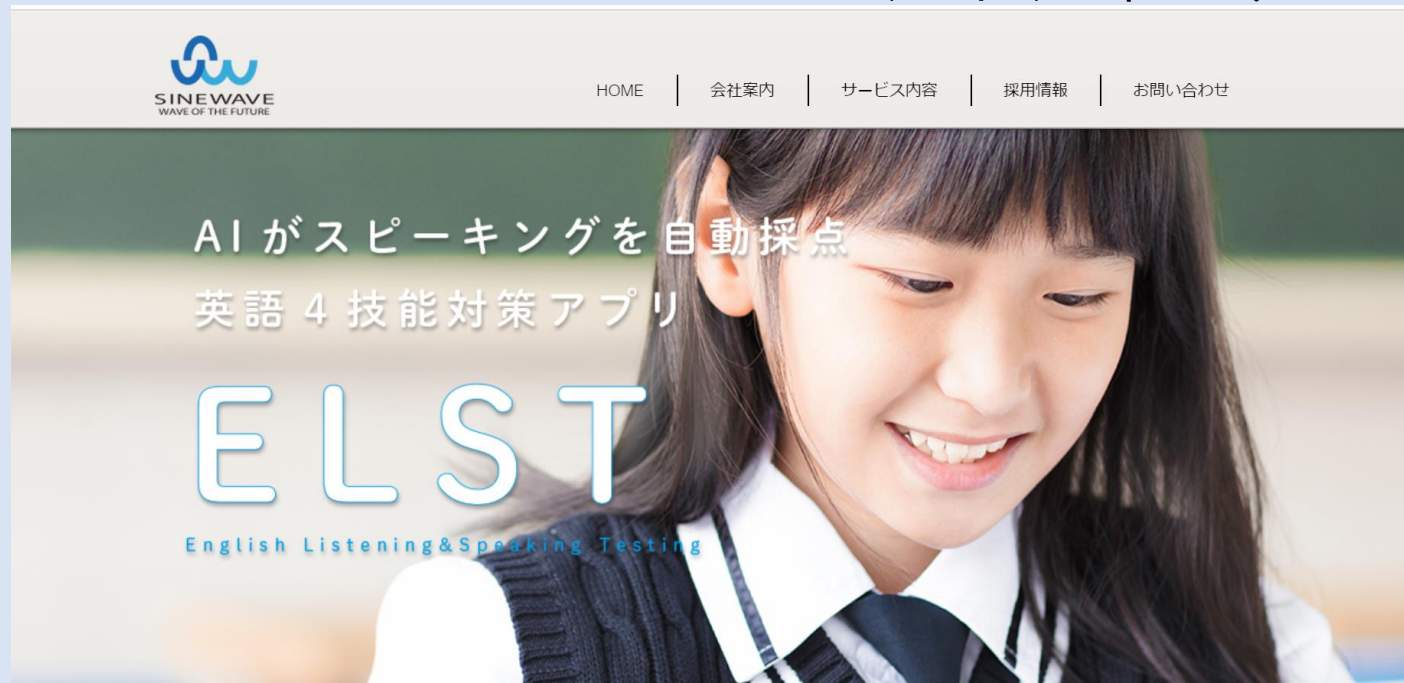 SINEWAVE
WAVE OF THE FUTURE
HOME
会社案内
サービス内容
採用情報
お問い合わせ
AIがスピーキングを自動採点
英語4技能対策アプリ
ELST
English Listening&Speaking Testing